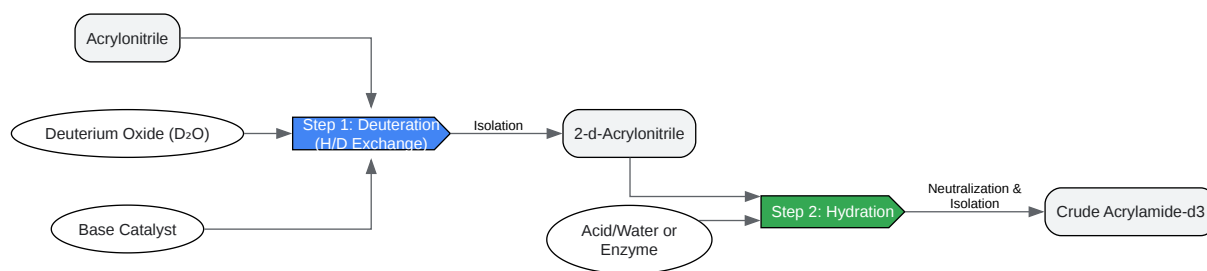 Acrylonitrile
Deuterium Oxide (D₂O)
Base Catalyst
Step 1: Deuteration
(H/D Exchange)
Isolation
2-d-Acrylonitrile
Acid/Water or
Enzyme
Step 2: Hydration
Neutralization &
Isolation
Crude Acrylamide-d3